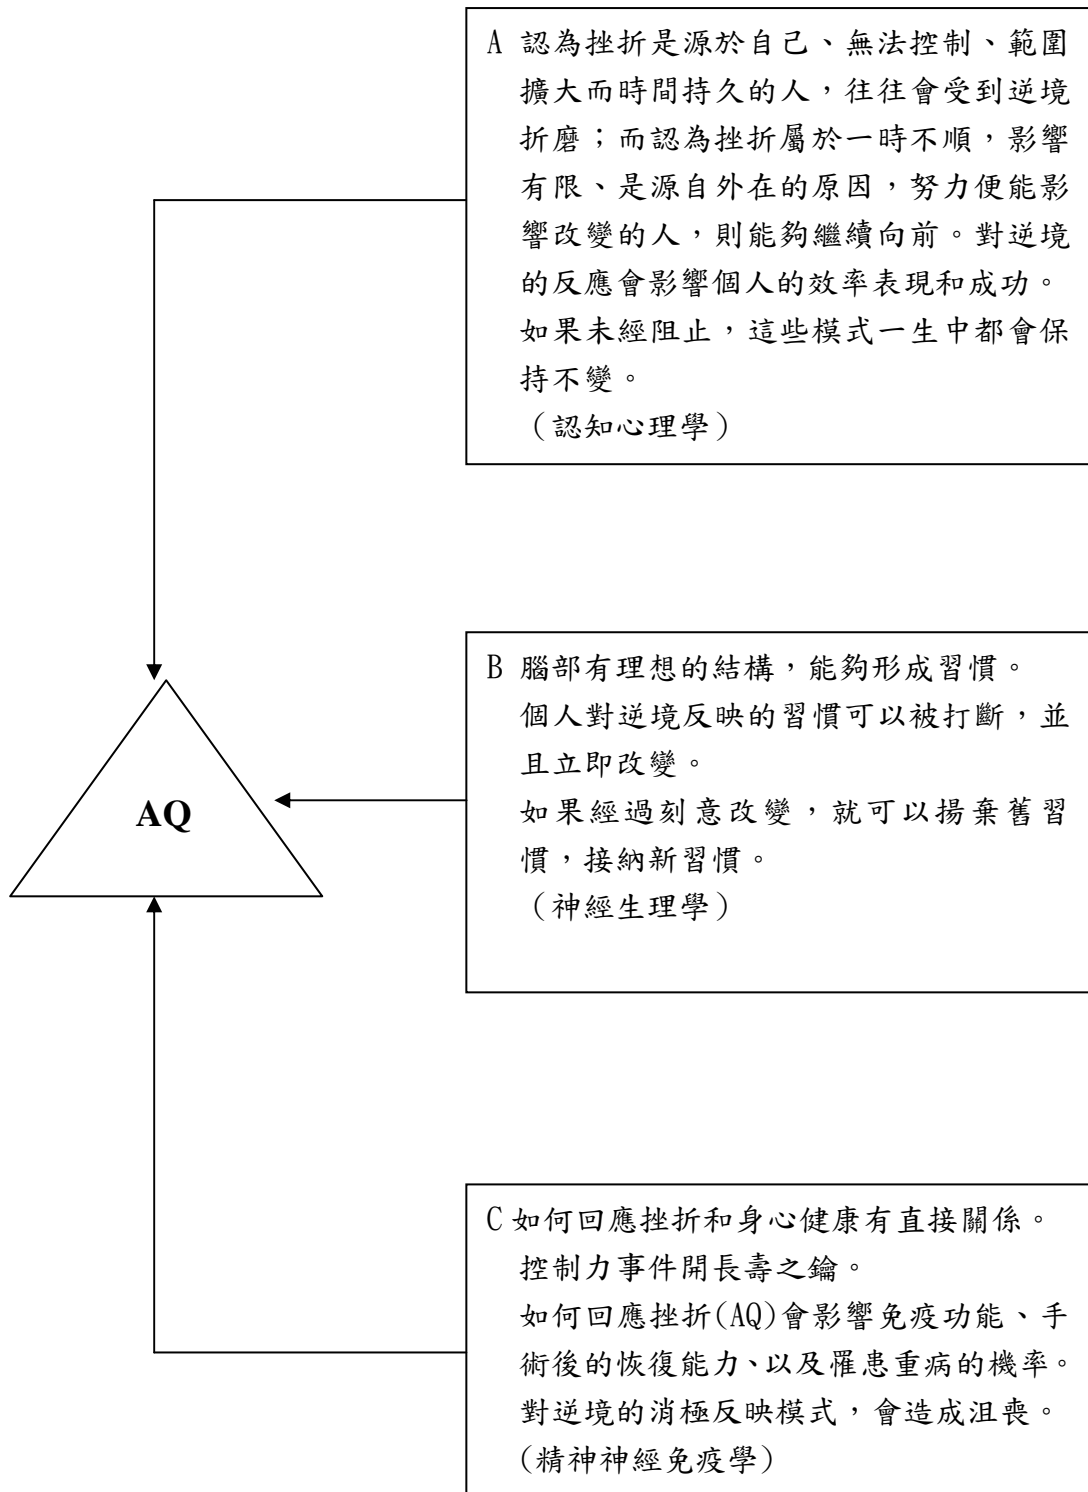 A 認為挫折是源於自己、無法控制、範圍
擴大而時間持久的人，往往會受到逆境
折磨；而認為挫折屬於一時不順，影響
有限、是源自外在的原因，努力便能影
響改變的人，則能夠繼續向前。對逆境
的反應會影響個人的效率表現和成功。
如果未經阻止，這些模式一生中都會保
持不變。
（認知心理學）
B 腦部有理想的結構，能夠形成習慣。
個人對逆境反映的習慣可以被打斷，並
且立即改變。
如果經過刻意改變，就可以揚棄舊習
慣，接納新習慣。
（神經生理學）
AQ
C 如何回應挫折和身心健康有直接關係。
控制力事件開長壽之鑰。
如何回應挫折(AQ)會影響免疫功能、手
術後的恢復能力、以及罹患重病的機率。
對逆境的消極反映模式，會造成沮喪。
(精神神經免疫學)